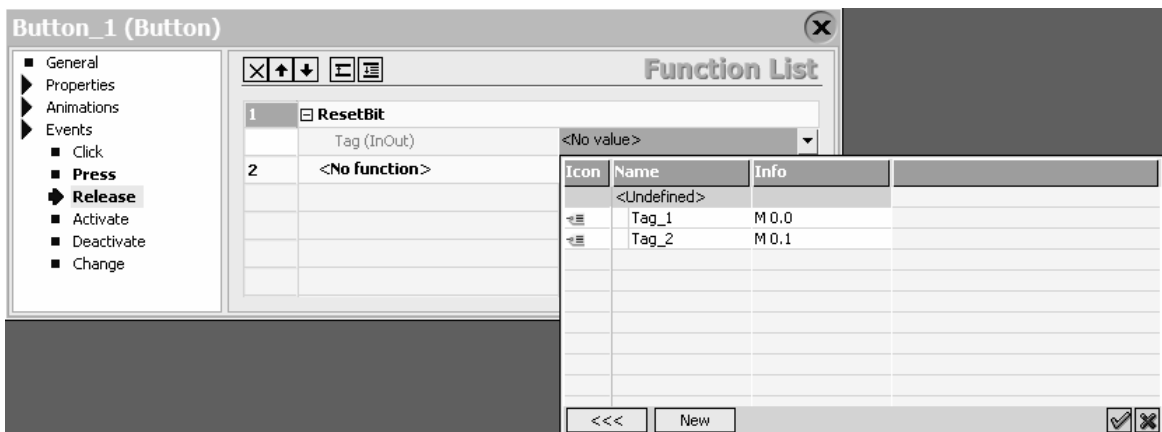 Button_1 (Button)
General
Properties
Animations
Events
Click
Press
Release
Activate
Deactivate
Change
Function List
1 ResetBit
Tag (InOut) <No value>
2 <No function>
Icon Name Info
<Undefined>
Tag_1 M 0.0
Tag_2 M 0.1
<<< New